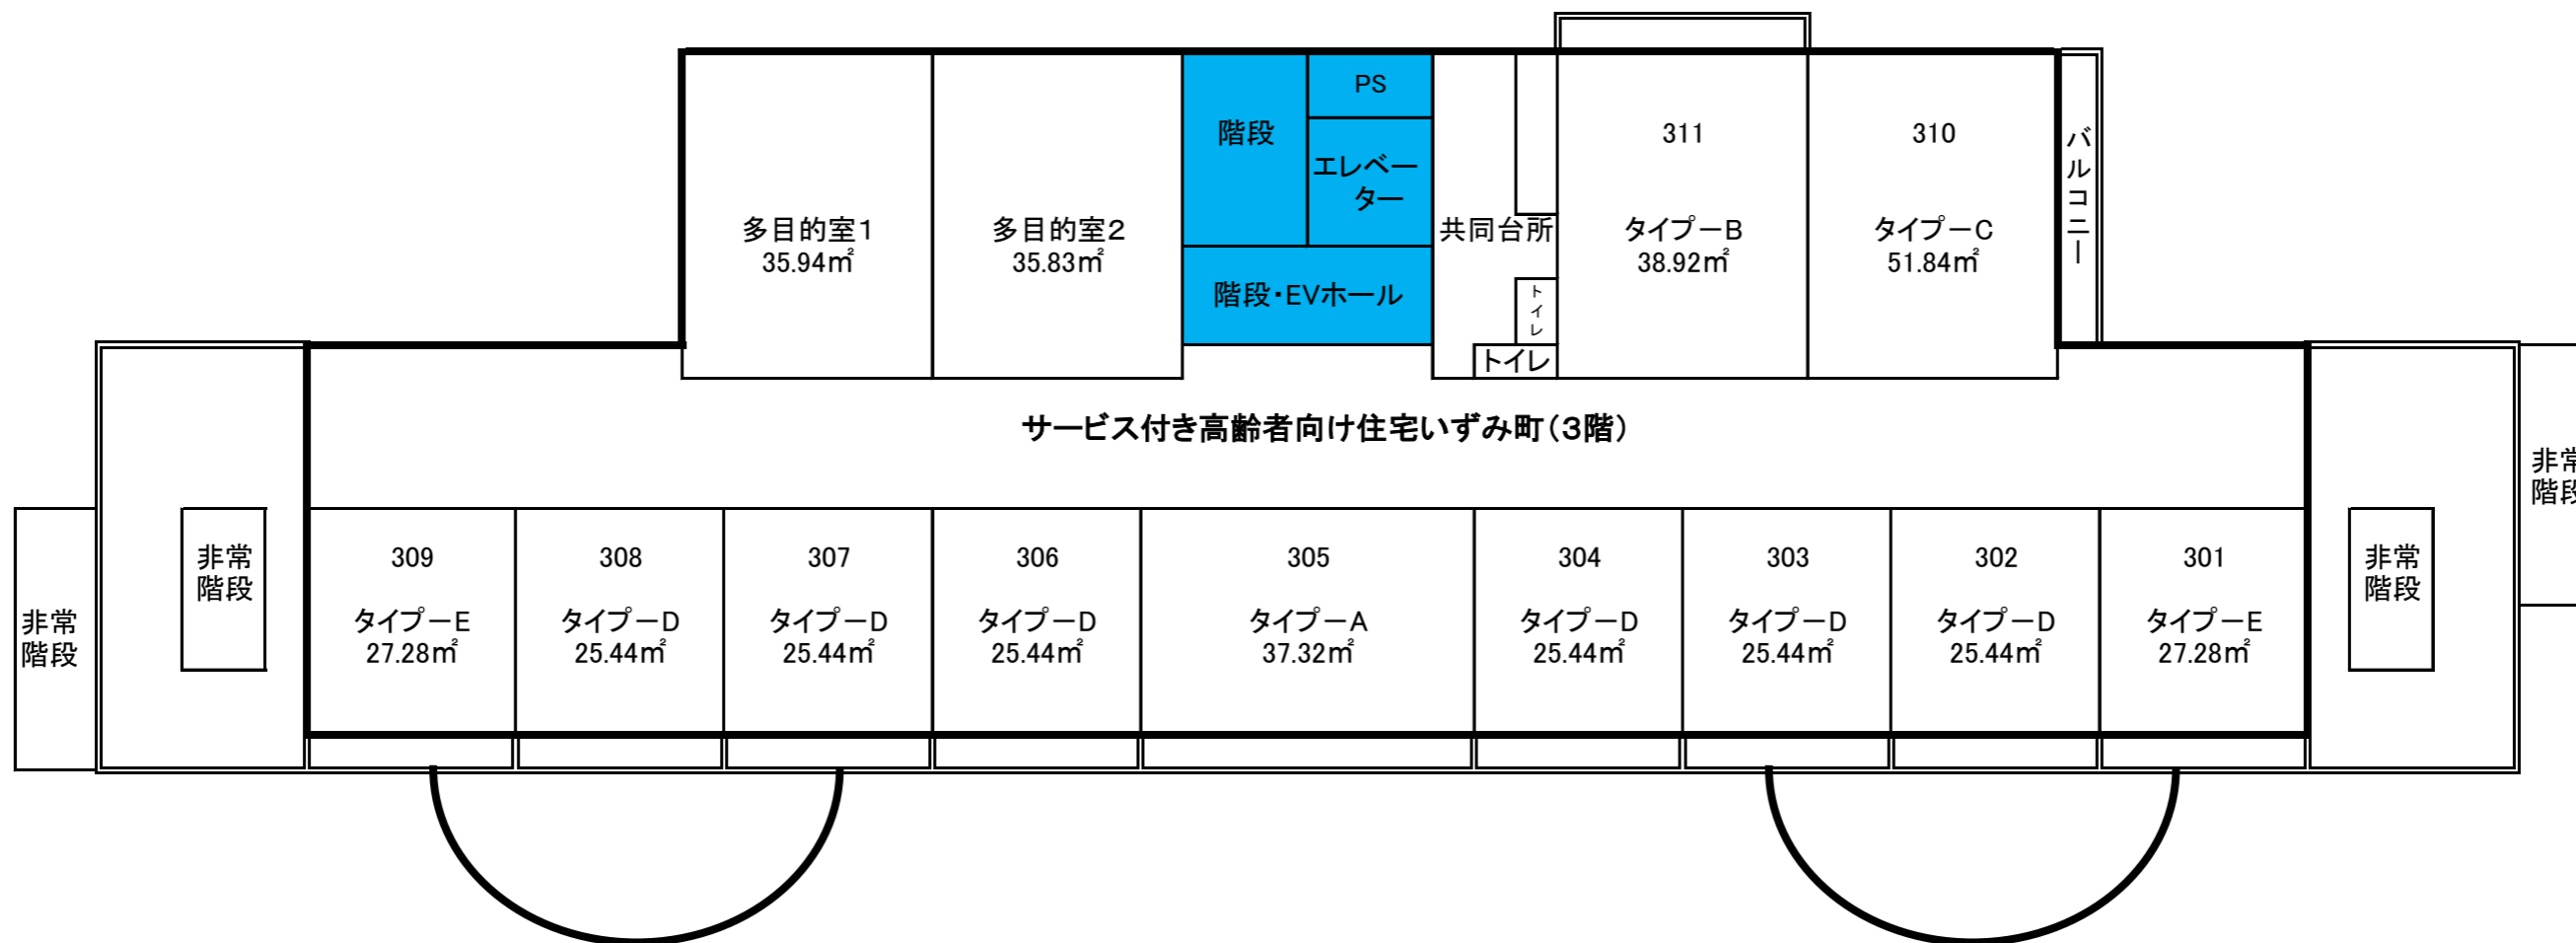 PS
階段
エレベー
ター
311
310
バルコニー
多目的室1
35.94㎡
多目的室2
35.83㎡
共同台所
タイプーB
38.92㎡
タイプーC
51.84㎡
階段・EVホール
トイレ
トイレ
サービス付き高齢者向け住宅いずみ町(3階)
非常
階段
非常
階段
309
タイプーE
27.28㎡
308
タイプーD
25.44㎡
307
タイプーD
25.44㎡
306
タイプーD
25.44㎡
305
タイプーA
37.32㎡
304
タイプーD
25.44㎡
303
タイプーD
25.44㎡
302
タイプーD
25.44㎡
301
タイプーE
27.28㎡
非常
階段
非常
階段